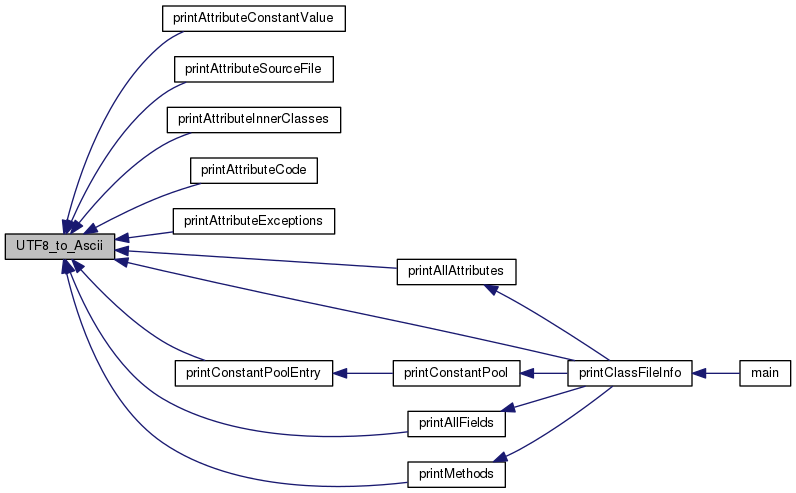 printAttributeConstantValue
printAttributeSourceFile
printAttributeInnerClasses
printAttributeCode
printAttributeExceptions
UTF8_to_Ascii
printAllAttributes
printConstantPoolEntry
printConstantPool
printClassFileInfo
main
printAllFields
printMethods